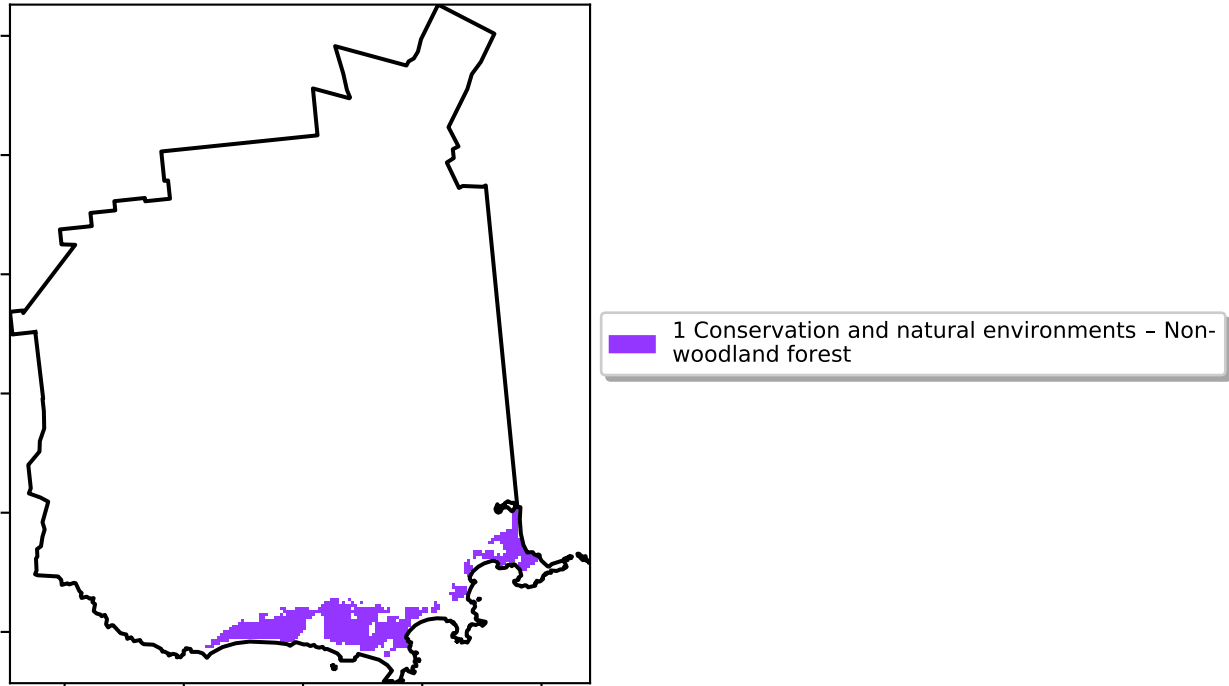 1 Conservation and natural environments – Non-
woodland forest